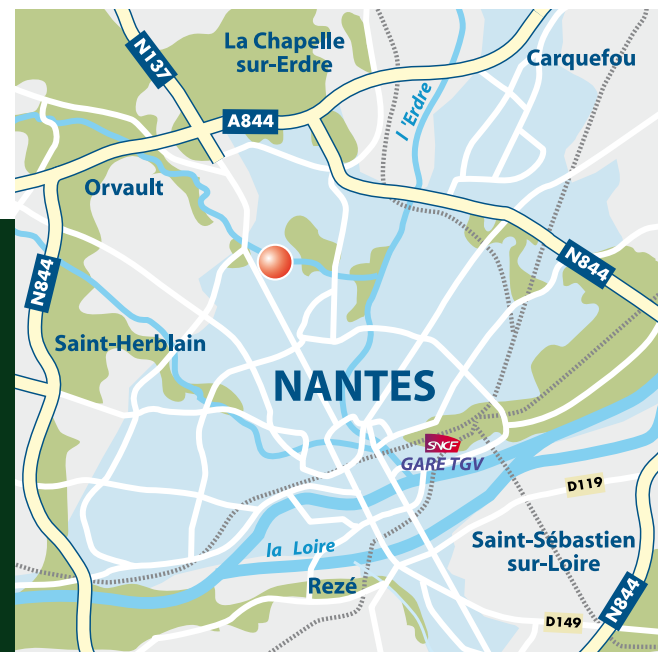 N137
La Chapelle
sur-Erdre
Carquefou
l'Erdre
A844
Orvault
N844
N844
Saint-Herblain
NANTES
SNCF
GARE TGV
D119
la Loire
Saint-Sébastien
sur-Loire
Rezé
N844
D149